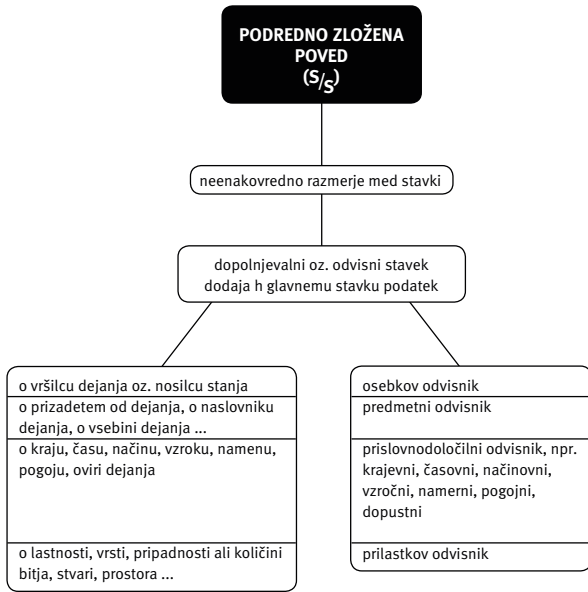 PODREDNO ZLOŽENA
POVED
(S/S)
neenakovredno razmerje med stavki
dopolnjevalni oz. odvisni stavek
dodaja h glavnemu stavku podatek
o vršilcu dejanja oz. nosilcu stanja
o prizadetem od dejanja, o naslovniku
dejanja, o vsebini dejanja ...
o kraju, času, načinu, vzroku, namenu,
pogoju, oviri dejanja
o lastnosti, vrsti, pripadnosti ali količini
bitja, stvari, prostora ...
osebkov odvisnik
predmetni odvisnik
prislovnodoločilni odvisnik, npr.
krajevni, časovni, načinovni,
vzročni, namerni, pogojni,
dopustni
prilastkov odvisnik